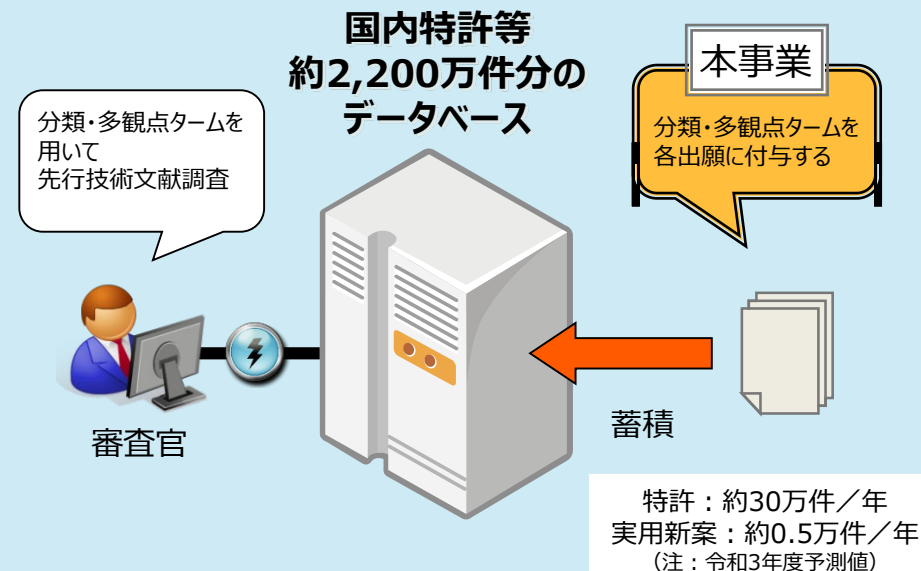 国内特許等
約2,200万件分の
データベース
本事業
分類・多観点タームを
用いて
先行技術文献調査
分類・多観点タームを
各出願に付与する
審査官
蓄積
特許：約30万件／年
実用新案：約0.5万件／年
（注：令和3年度予測値）